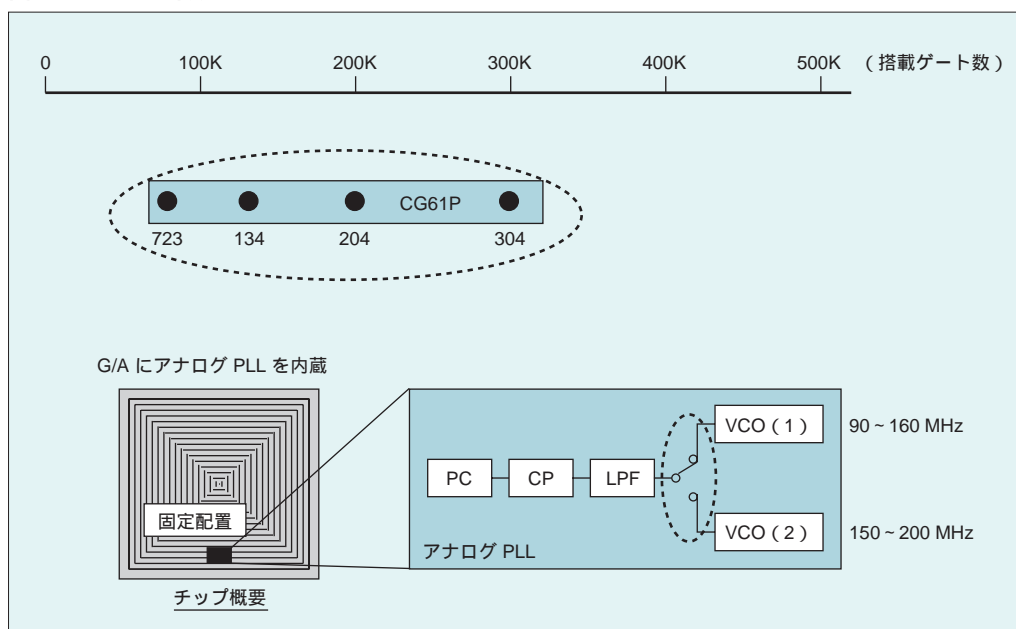 0 100K 200K 300K 400K 500K （搭載ゲート数）
CG61P
723 134 204 304
G/A にアナログ PLL を内蔵
VCO（1） 90～160 MHz
PC CP LPF
固定配置
VCO（2） 150～200 MHz
アナログ PLL
チップ概要